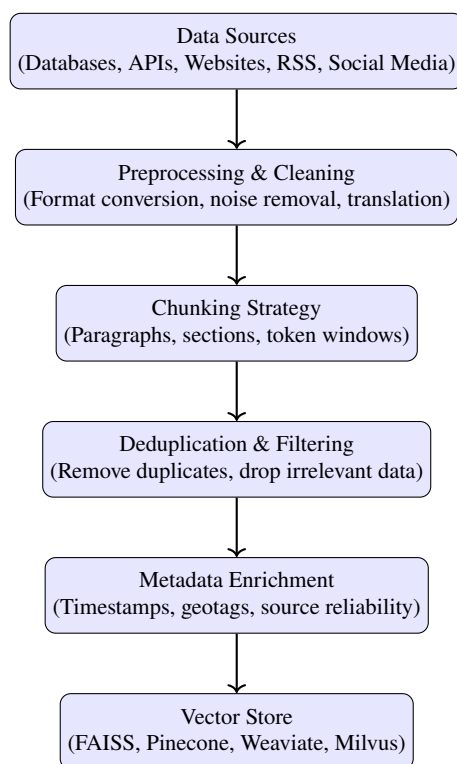 Data Sources
(Databases, APIs, Websites, RSS, Social Media)
Preprocessing & Cleaning
(Format conversion, noise removal, translation)
Chunking Strategy
(Paragraphs, sections, token windows)
Deduplication & Filtering
(Remove duplicates, drop irrelevant data)
Metadata Enrichment
(Timestamps, geotags, source reliability)
Vector Store
(FAISS, Pinecone, Weaviate, Milvus)